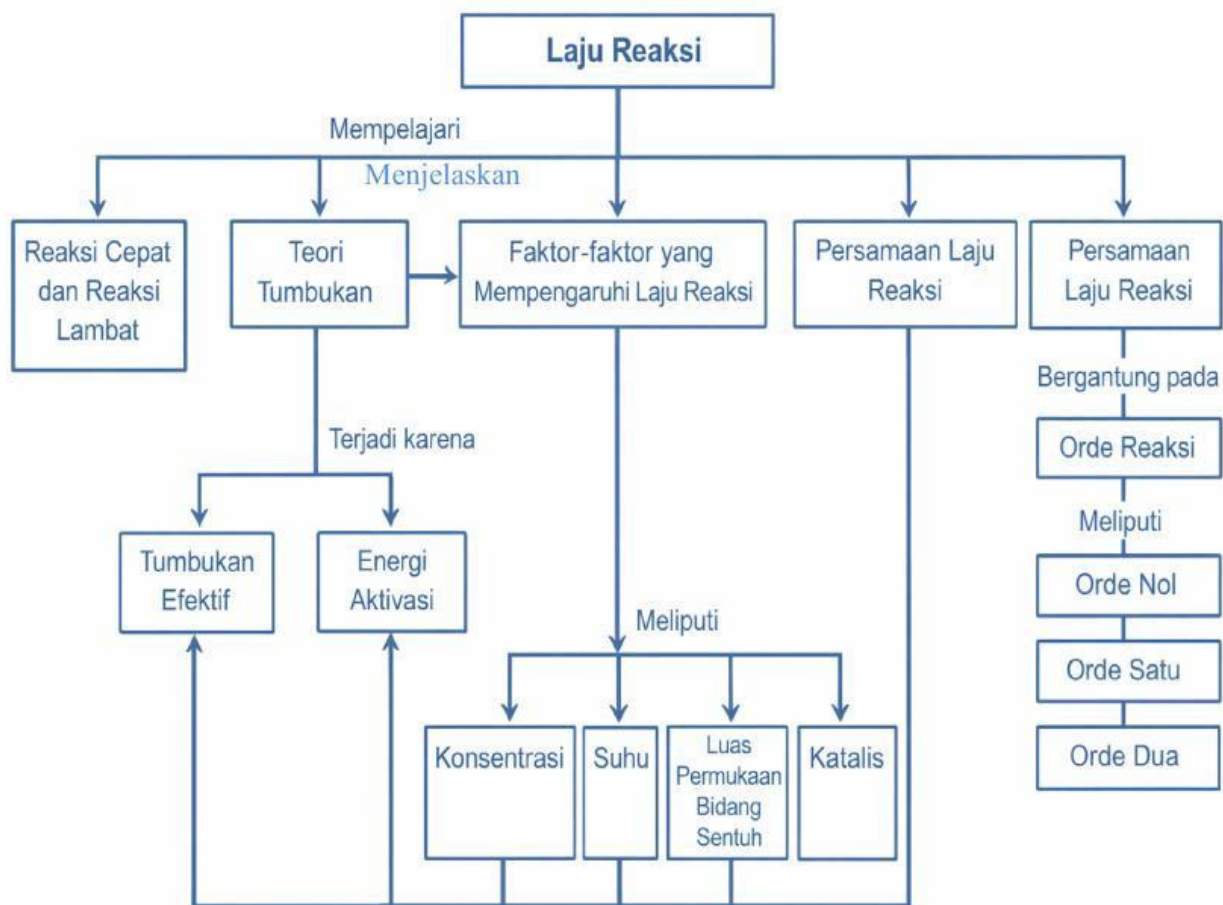 Laju Reaksi
Mempelajari
Menjelaskan
Reaksi Cepat
dan Reaksi
Lambat
Teori
Tumbukan
Faktor-faktor yang
Mempengaruhi Laju Reaksi
Persamaan Laju
Reaksi
Persamaan
Laju Reaksi
Bergantung pada
Orde Reaksi
Meliputi
Orde Nol
Orde Satu
Orde Dua
Terjadi karena
Tumbukan
Efektif
Energi
Aktivasi
Meliputi
Konsentrasi
Suhu
Luas
Permukaan
Bidang
Sentuh
Katalis